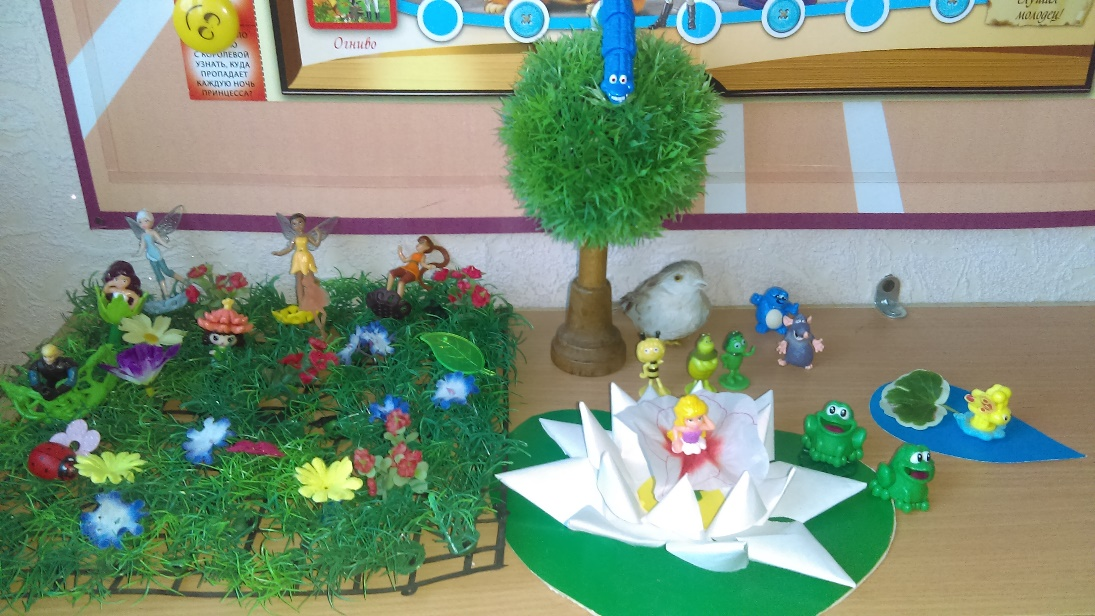 Огниво
С КОРОЛЕВОЙ
УЗНАТЬ, КУДА
ПРОПАДАЕТ
КАЖДУЮ НОЧЬ
ПРИНЦЕССА?
молодец!